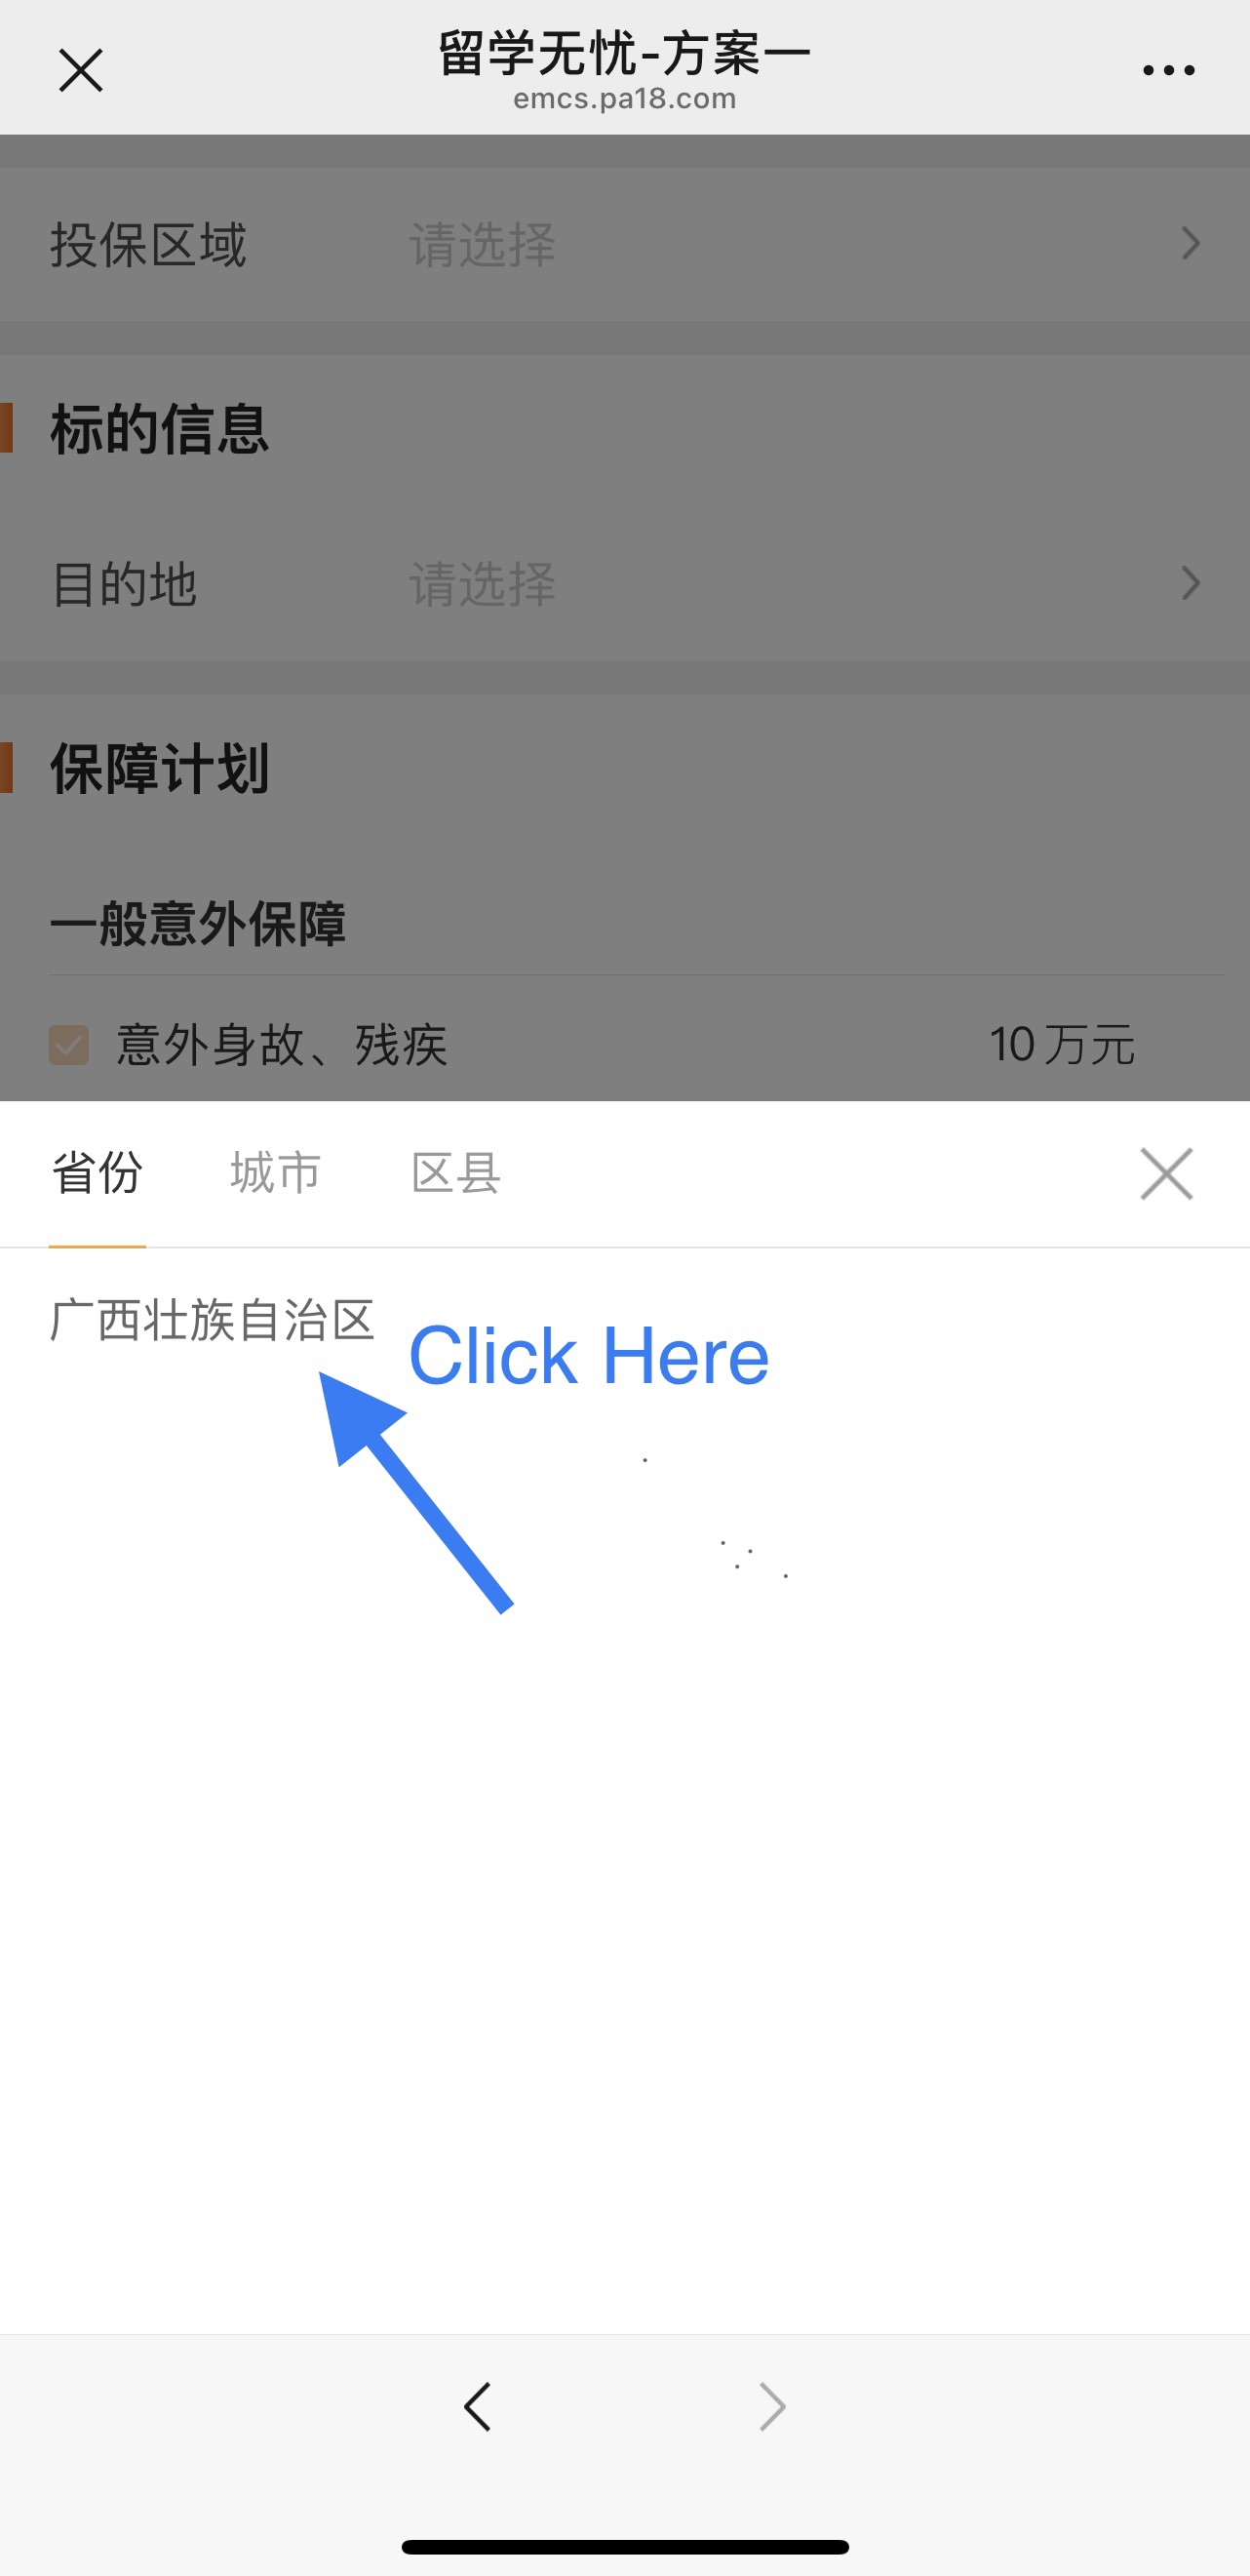 留学无忧-方案一
emcs.pa18.com
投保区域 请选择
标的信息
目的地 请选择
保障计划
一般意外保障
意外身故、残疾 10万元
省份 城市 区县
广西壮族自治区
Click Here